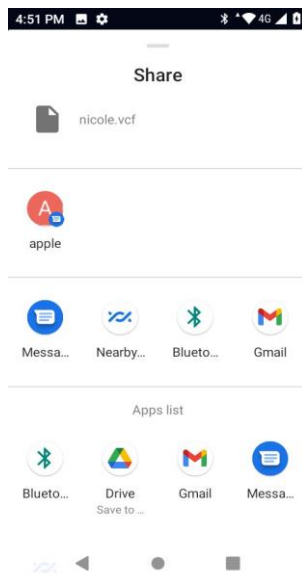 4:51 PM 4G
Share
nicole.vcf
A
apple
Messa... Nearby... Blueto... Gmail
Apps list
Blueto... Drive Gmail Messa...
Save to ...